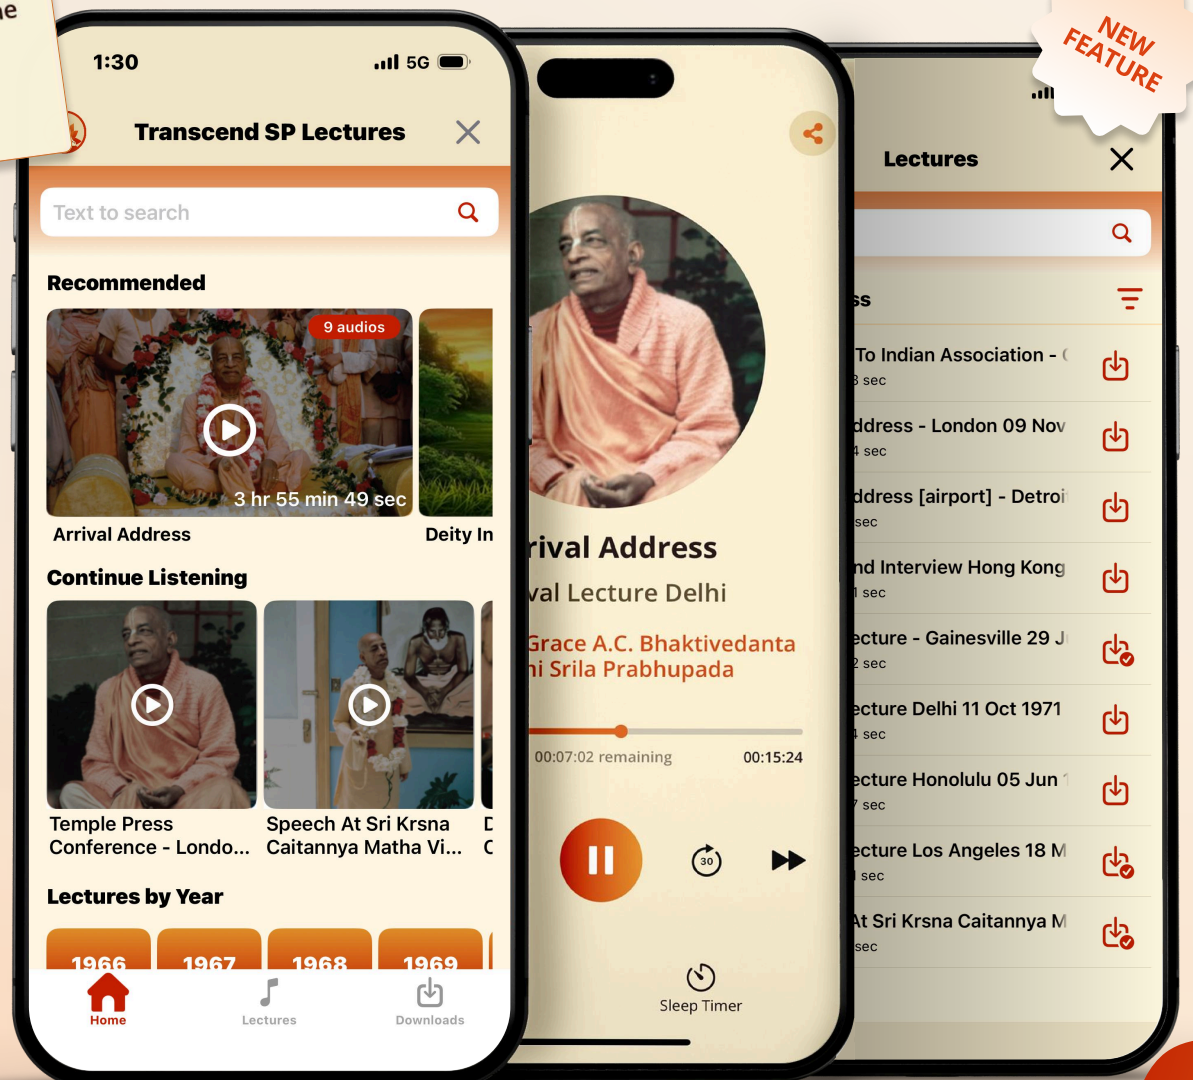 1:30
5G
Transcend SP Lectures
Text to search
Recommended
9 audios
3 hr 55 min 49 sec
Arrival Address
Deity In
Continue Listening
Temple Press
Conference - Londo...
Speech At Sri Krsna
Caitannya Matha Vi...
Lectures by Year
1966
1967
1968
1969
Home
Lectures
Downloads
rival Address
val Lecture Delhi
Grace A.C. Bhaktivedanta
Srila Prabhupada
00:07:02 remaining
00:15:24
30
Sleep Timer
NEW
FEATURE
Lectures
ss
To Indian Association -
sec
ddress - London 09 Nov
sec
ddress [airport] - Detroi
sec
nd Interview Hong Kong
sec
ecture - Gainesville 29 J
2 sec
ecture Delhi 11 Oct 1971
sec
ecture Honolulu 05 Jun
sec
ecture Los Angeles 18 M
sec
At Sri Krsna Caitannya M
sec